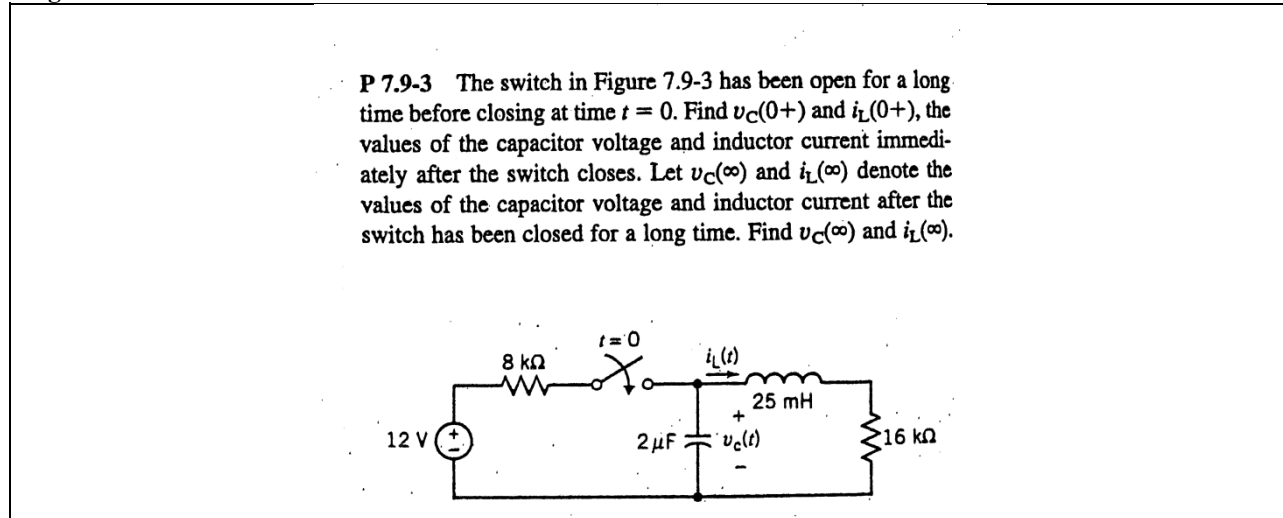 P 7.9-3 The switch in Figure 7.9-3 has been open for a long
time before closing at time t = 0. Find vC(0+) and iL(0+), the
values of the capacitor voltage and inductor current immedi-
ately after the switch closes. Let vC(∞) and iL(∞) denote the
values of the capacitor voltage and inductor current after the
switch has been closed for a long time. Find vC(∞) and iL(∞).
t = 0
8 kΩ
iL(t)
25 mH
12 V
+
-
2 μF
+
vc(t)
-
16 kΩ